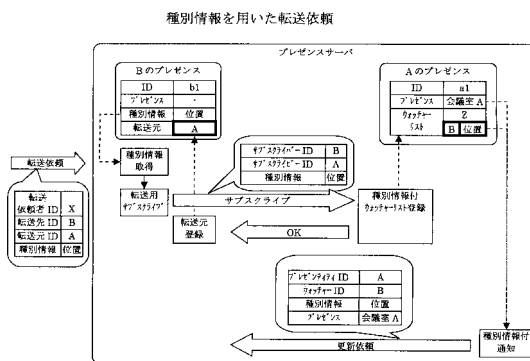 種別情報を用いた転送依頼
プレゼンスサーバ
Bのプレゼンス
ID b1
プレゼンス -
種別情報 位置
転送元 A
Aのプレゼンス
ID a1
プレゼンス 会議室A
ウォッチャーリスト Z
B 位置
転送依頼
転送依頼者ID X
転送先ID B
転送元ID A
種別情報 位置
種別情報取得
転送用サブスクライブ
サブスクライバーID B
サブスクライビーID A
種別情報 位置
サブスクライブ
転送元登録
OK
種別情報付ウォッチャーリスト登録
プレゼンティティID A
ウォッチャーID B
種別情報 位置
プレゼンス 会議室A
更新依頼
種別情報付通知